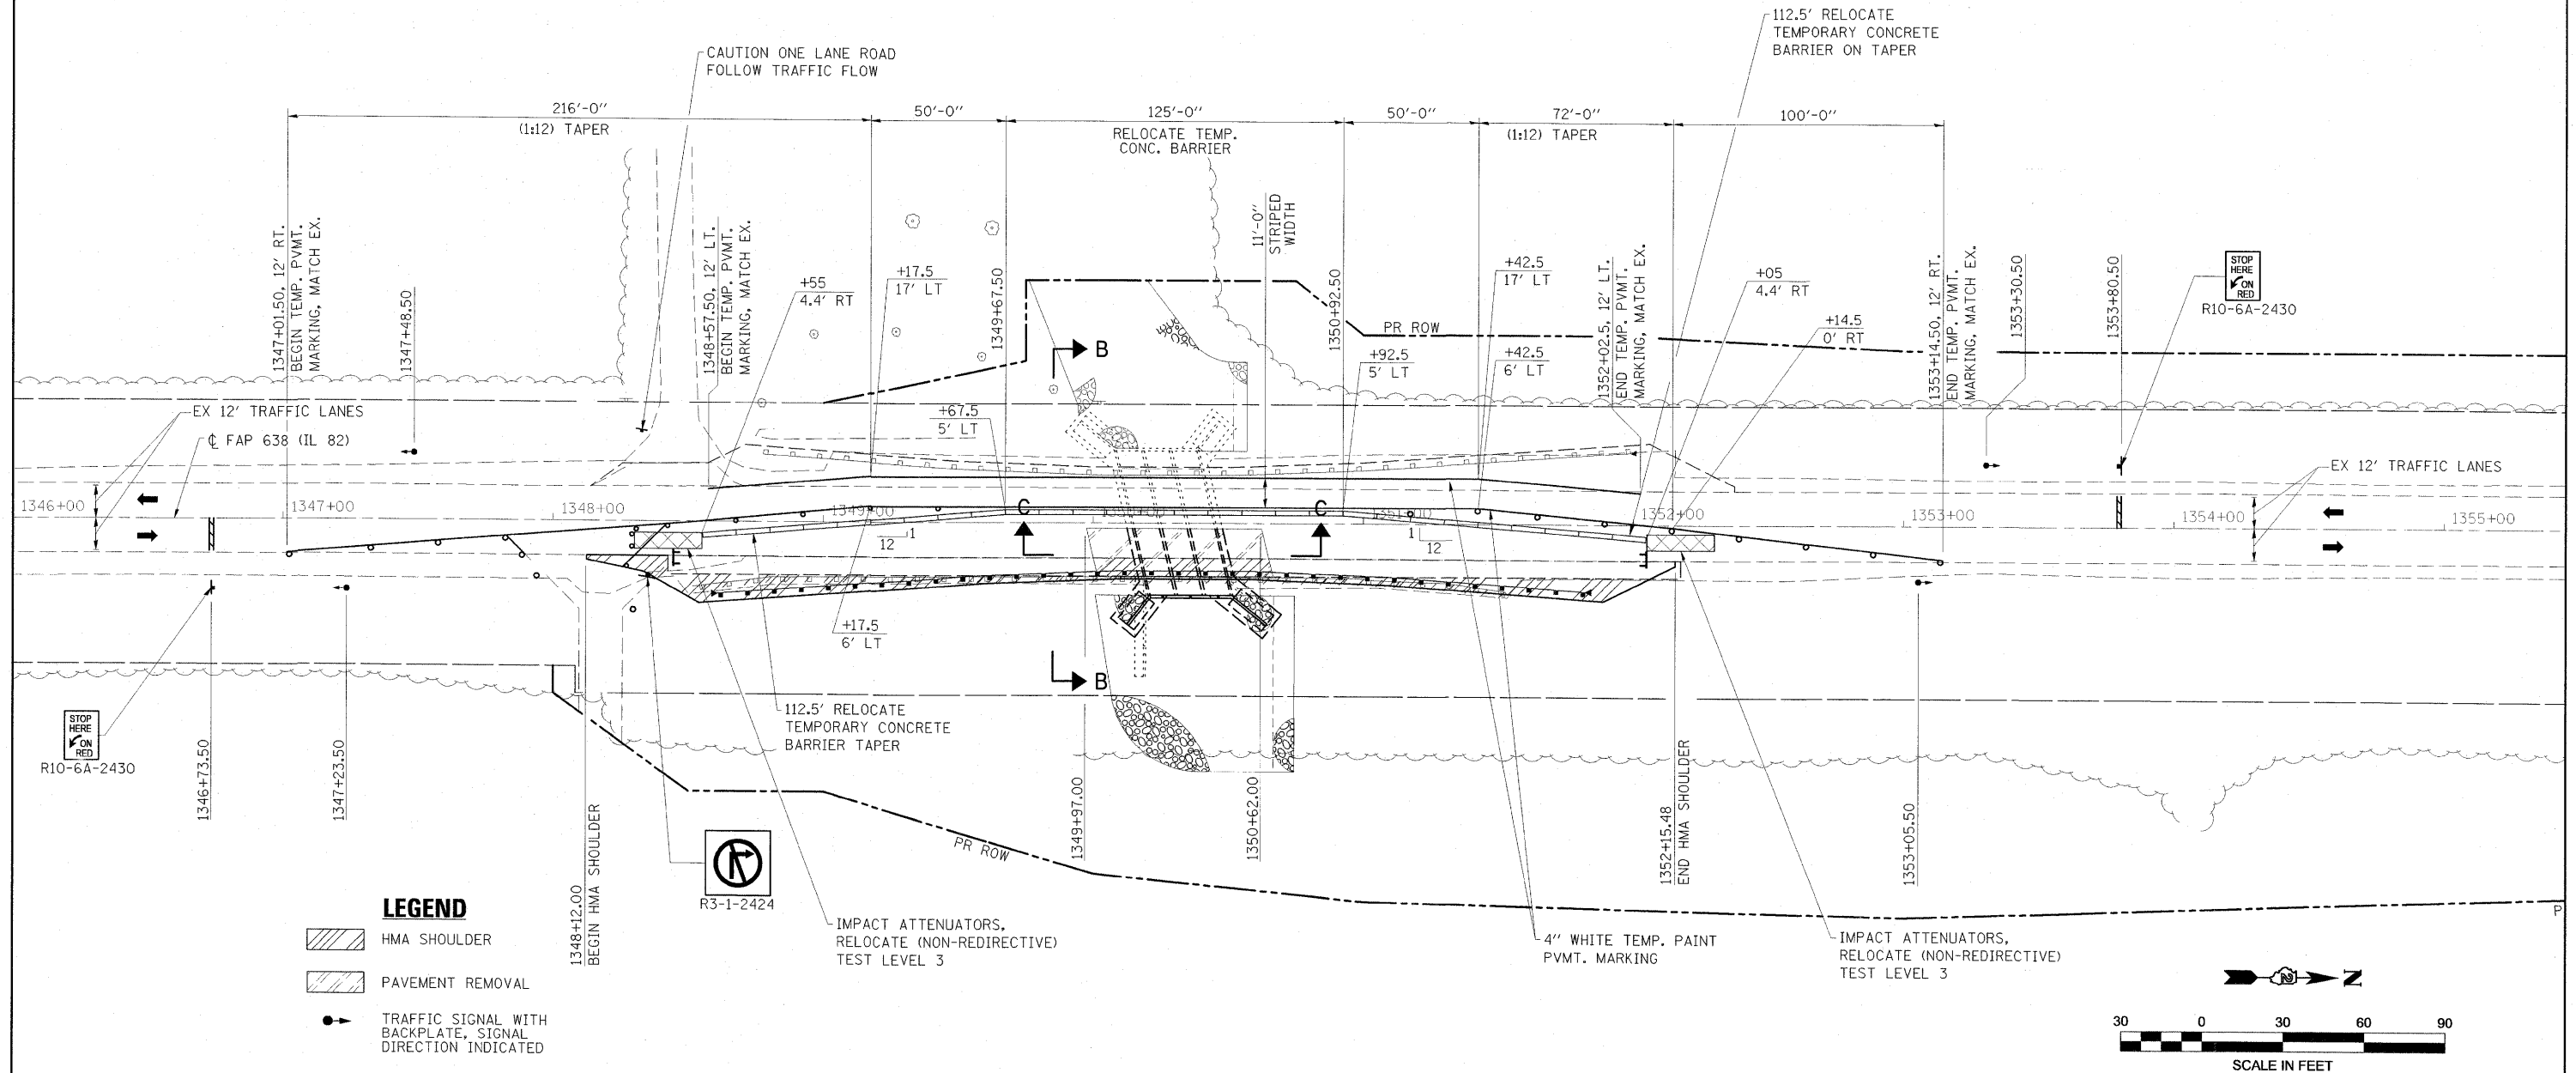 112.5' RELOCATE
TEMPORARY CONCRETE
BARRIER ON TAPER
CAUTION ONE LANE ROAD
FOLLOW TRAFFIC FLOW
216'-0"
(1:12) TAPER
50'-0"
125'-0"
RELOCATE TEMP.
CONC. BARRIER
50'-0"
72'-0"
(1:12) TAPER
100'-0"
1347+01.50, 12' RT.
BEGIN TEMP. PVMT.
MARKING, MATCH EX.
1347+48.50
1348+57.50, 12' LT.
BEGIN TEMP. PVMT.
MARKING, MATCH EX.
+55
4.4' RT
+17.5
17' LT
1349+67.50
11'-0"
STRIPED
WIDTH
1350+92.50
+42.5
17' LT
1352+02.5, 12' LT.
END TEMP. PVMT.
MARKING, MATCH EX.
+05
4.4' RT
+14.5
0' RT
1353+14.50, 12' RT.
END TEMP. PVMT.
MARKING, MATCH EX.
1353+30.50
1353+80.50
STOP
HERE
ON
RED
R10-6A-2430
B
PR ROW
+92.5
5' LT
+42.5
6' LT
+67.5
5' LT
EX 12' TRAFFIC LANES
℄ FAP 638 (IL 82)
EX 12' TRAFFIC LANES
1346+00
1347+00
1348+00
1349+00
C
C
1351+00
1352+00
1353+00
1354+00
1355+00
1
12
1
12
+17.5
6' LT
B
STOP
HERE
ON
RED
R10-6A-2430
1346+73.50
1347+23.50
112.5' RELOCATE
TEMPORARY CONCRETE
BARRIER TAPER
1348+12.00
BEGIN HMA SHOULDER
R3-1-2424
PR ROW
1349+97.00
1350+62.00
1352+15.48
END HMA SHOULDER
1353+05.50
P
IMPACT ATTENUATORS,
RELOCATE (NON-REDIRECTIVE)
TEST LEVEL 3
4" WHITE TEMP. PAINT
PVMT. MARKING
IMPACT ATTENUATORS,
RELOCATE (NON-REDIRECTIVE)
TEST LEVEL 3
LEGEND
HMA SHOULDER
PAVEMENT REMOVAL
TRAFFIC SIGNAL WITH
BACKPLATE, SIGNAL
DIRECTION INDICATED
N
30 0 30 60 90
SCALE IN FEET